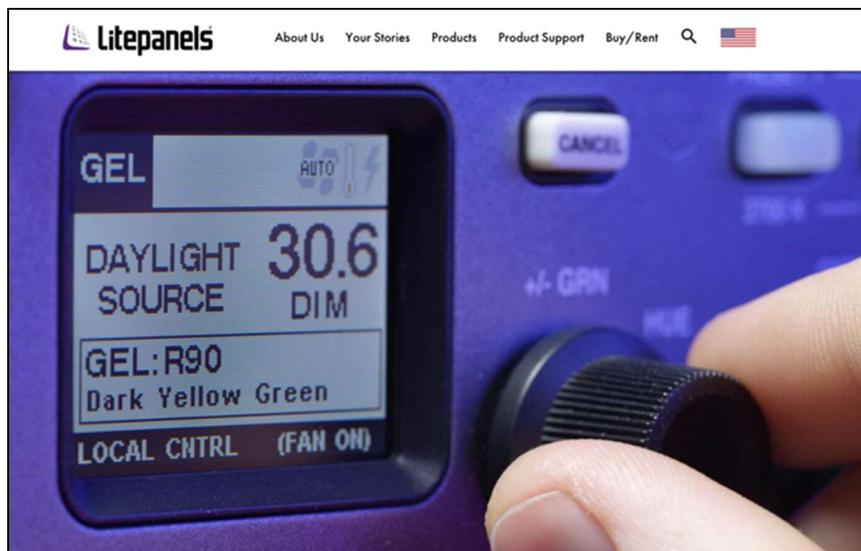 Litepanels
About Us Your Stories Products Product Support Buy/Rent
GEL AUTO
CANCEL
DAYLIGHT SOURCE
30.6
DIM
+/- GRN
HUE
GEL: R90
Dark Yellow Green
LOCAL CNTRL (FAN ON)